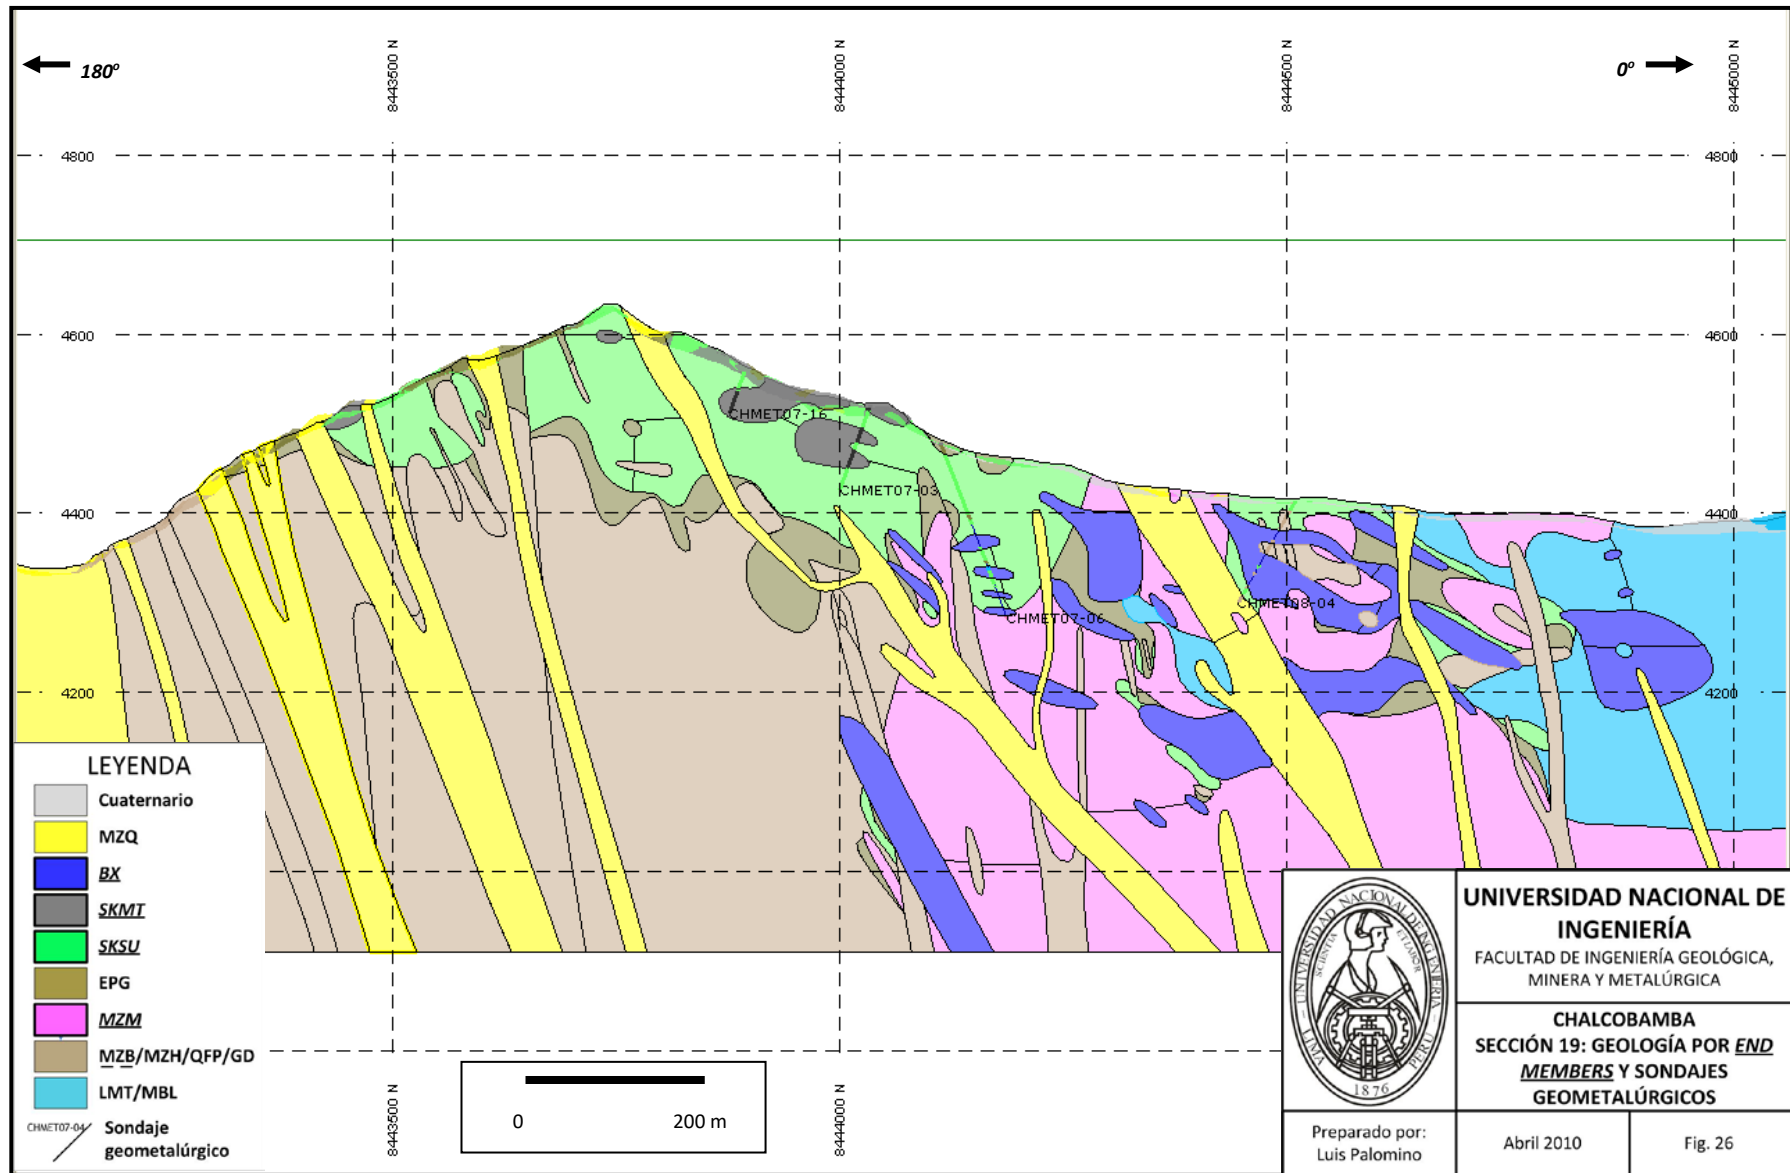 180º
8443500 N
8444000 N
8444500 N
8445000 N
0º
4800
4800
4600
4600
CHMET07-16
CHMET07-03
4400
4400
CHMET08-04
CHMET07-06
4200
4200
LEYENDA
Cuaternario
MZQ
BX
SKMT
SKSU
EPG
MZM
MZB/MZH/QFP/GD
LMT/MBL
CHMET07-04
Sondaje
geometalúrgico
8443500 N
8444000 N
0
200 m
UNIVERSIDAD NACIONAL DE INGENIERÍA
SCIENTIA ET LABOR
LIMA
PERU
1876
UNIVERSIDAD NACIONAL DE
INGENIERÍA
FACULTAD DE INGENIERÍA GEOLÓGICA,
MINERA Y METALÚRGICA
CHALCOBAMBA
SECCIÓN 19: GEOLOGÍA POR END
MEMBERS Y SONDAJES
GEOMETALÚRGICOS
Preparado por:
Luis Palomino
Abril 2010
Fig. 26